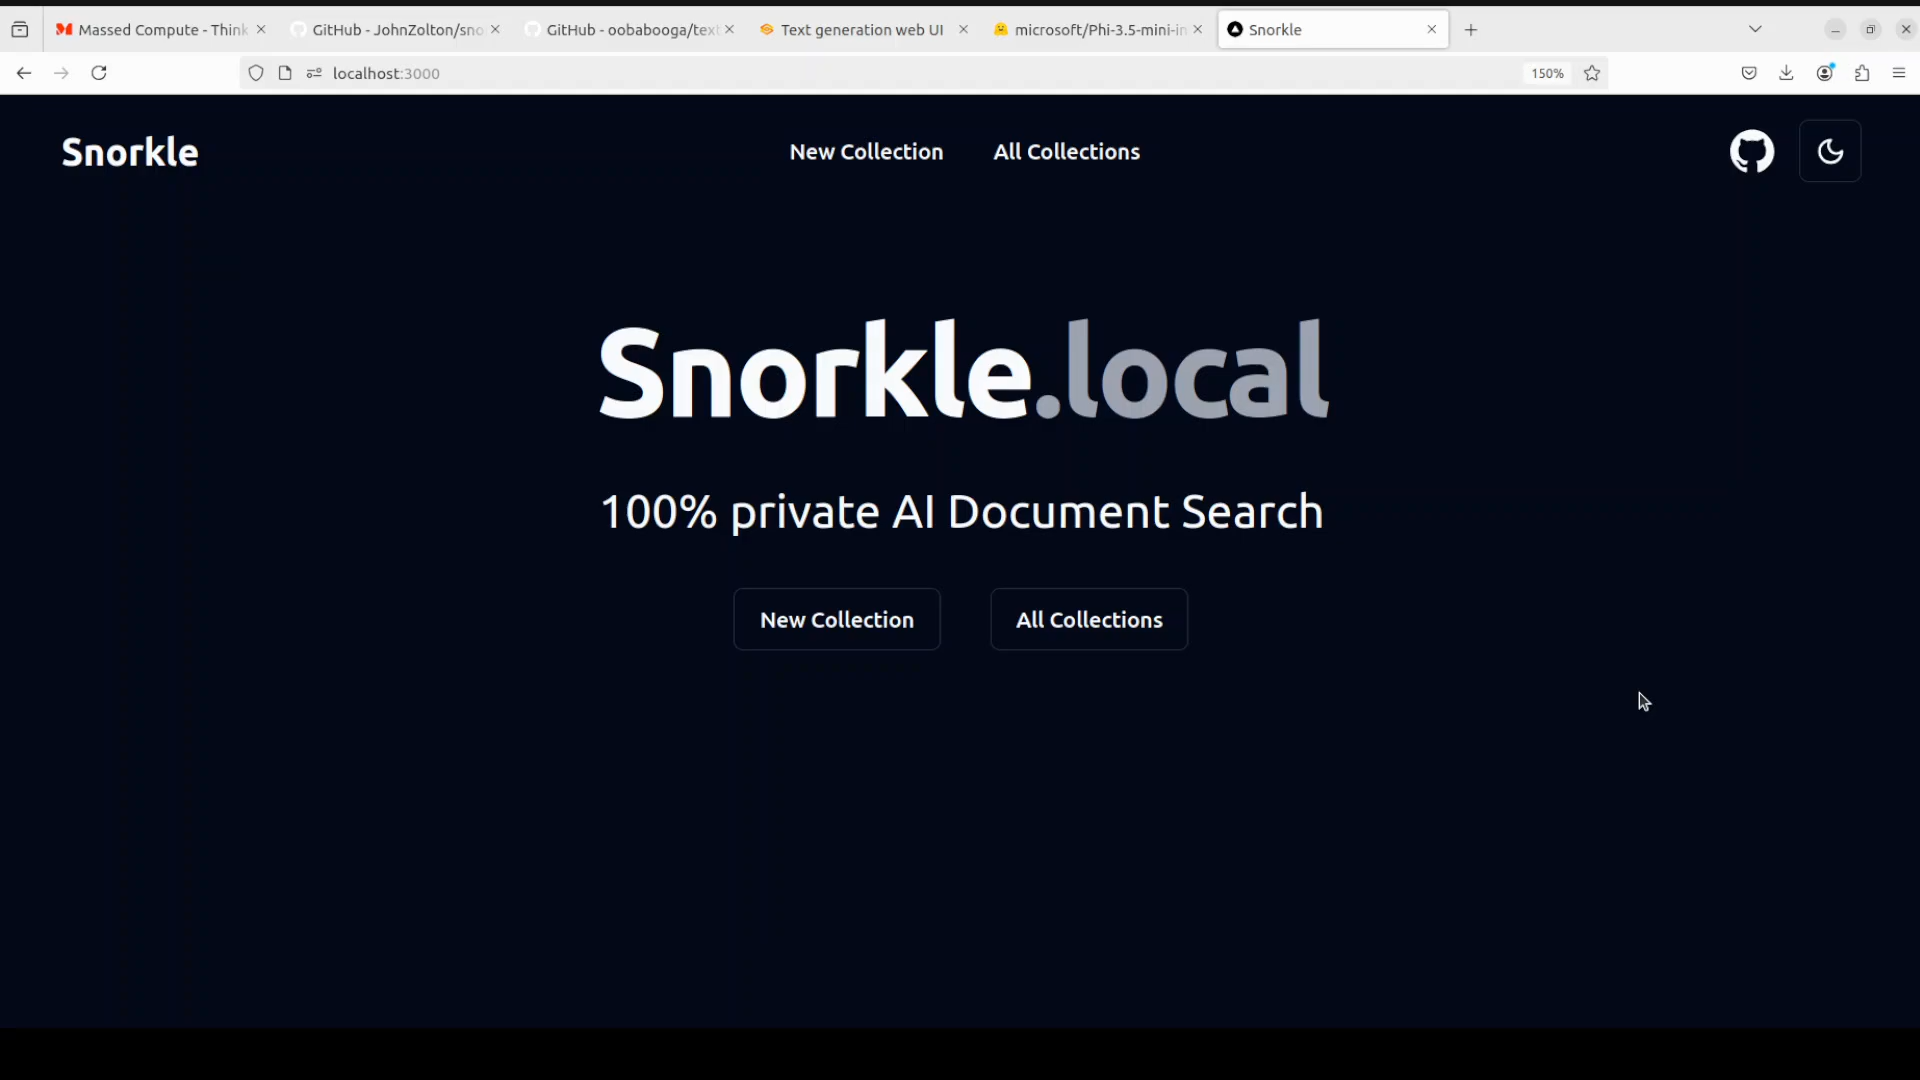 Massed Compute - Think
GitHub - JohnZolton/sno
GitHub - oobabooga/text
Text generation web UI
microsoft/Phi-3.5-mini-in
Snorkle
localhost:3000
150%
Snorkle
New Collection
All Collections
Snorkle.local
100% private AI Document Search
New Collection
All Collections